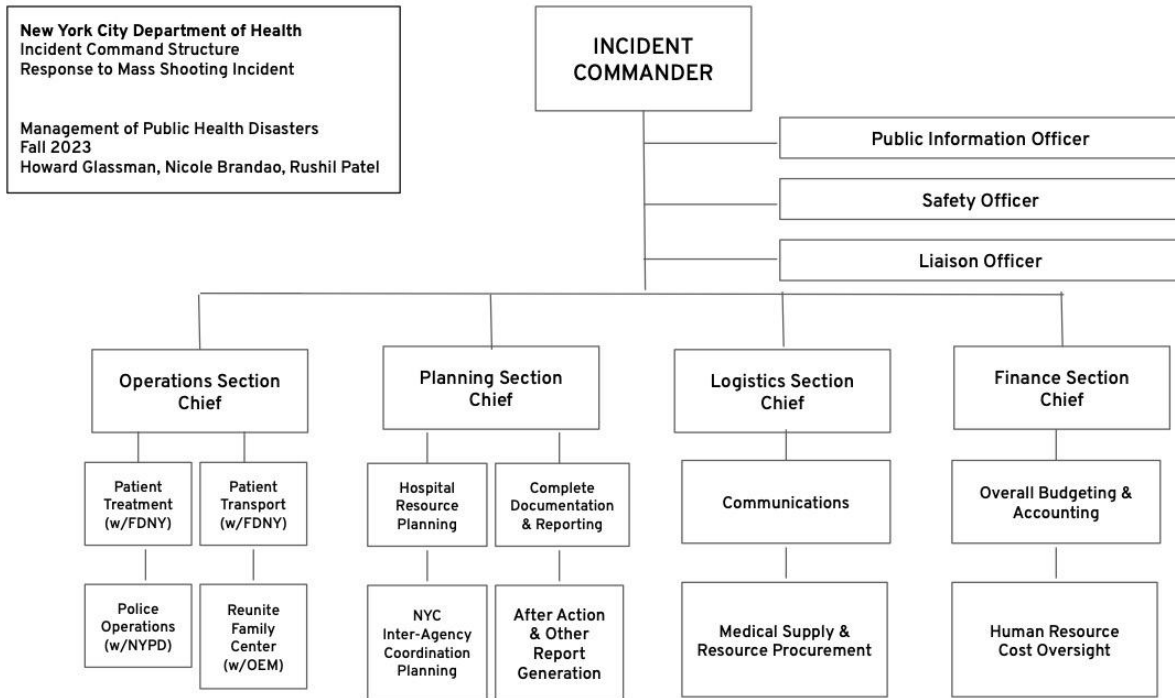 New York City Department of Health
Incident Command Structure
Response to Mass Shooting Incident
Management of Public Health Disasters
Fall 2023
Howard Glassman, Nicole Brandao, Rushil Patel
INCIDENT
COMMANDER
Public Information Officer
Safety Officer
Liaison Officer
Operations Section
Chief
Planning Section
Chief
Logistics Section
Chief
Finance Section
Chief
Patient
Treatment
(w/FDNY)
Patient
Transport
(w/FDNY)
Hospital
Resource
Planning
Complete
Documentation
& Reporting
Communications
Overall Budgeting &
Accounting
Police
Operations
(w/NYPD)
Reunite
Family
Center
(w/OEM)
NYC
Inter-Agency
Coordination
Planning
After Action
& Other
Report
Generation
Medical Supply &
Resource Procurement
Human Resource
Cost Oversight